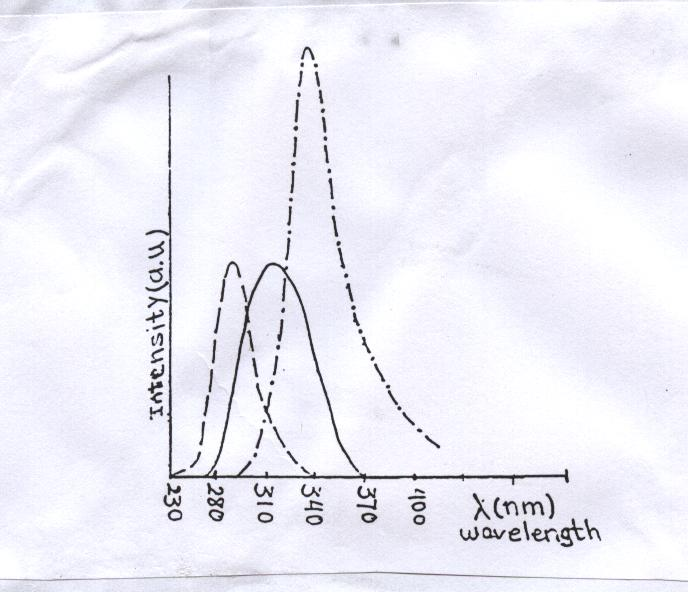 Intensity(a.u)
230 280 310 340 370 400
λ(nm)
wavelength